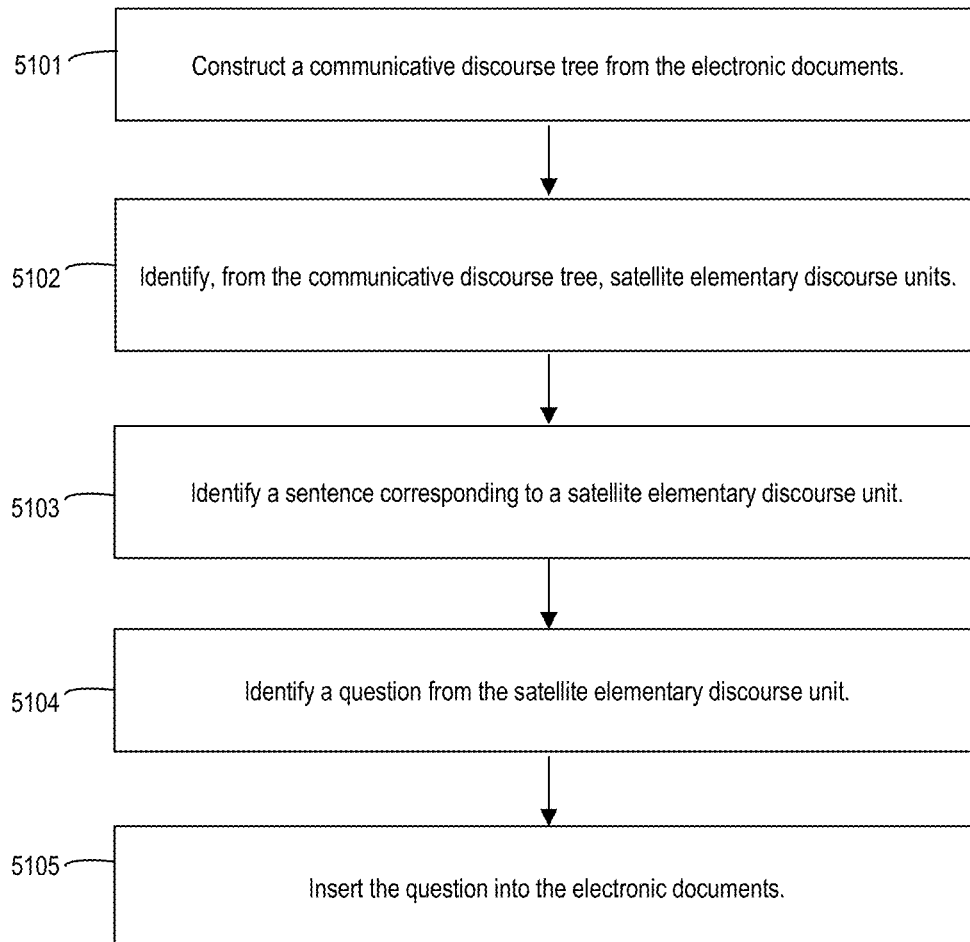 5101
Construct a communicative discourse tree from the electronic documents.
5102
Identify, from the communicative discourse tree, satellite elementary discourse units.
5103
Identify a sentence corresponding to a satellite elementary discourse unit.
5104
Identify a question from the satellite elementary discourse unit.
5105
Insert the question into the electronic documents.